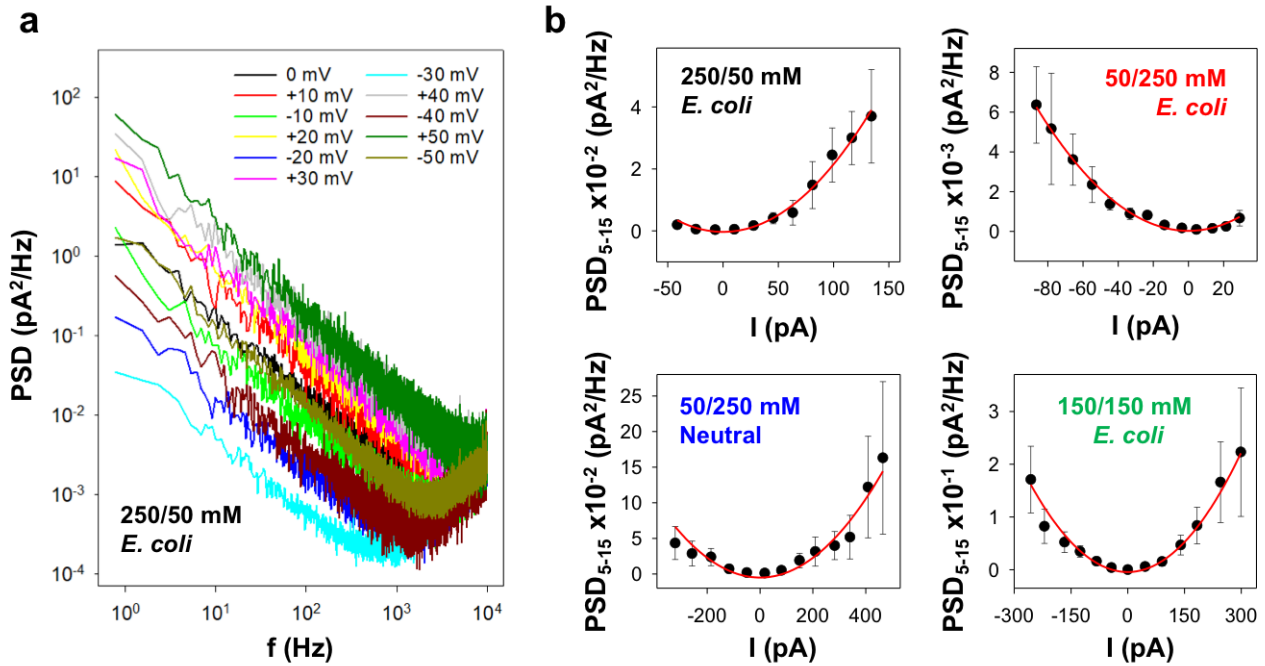 a
PSD (pA²/Hz)
10²
10¹
10⁰
10⁻¹
10⁻²
10⁻³
10⁻⁴
0 mV
+10 mV
-10 mV
+20 mV
-20 mV
+30 mV
-30 mV
+40 mV
-40 mV
+50 mV
-50 mV
250/50 mM
E. coli
10⁰ 10¹ 10² 10³ 10⁴
f (Hz)
b
PSD₅₋₁₅ x10⁻² (pA²/Hz)
4
2
0
250/50 mM
E. coli
-50 0 50 100 150
I (pA)
PSD₅₋₁₅ x10⁻³ (pA²/Hz)
8
6
4
2
0
50/250 mM
E. coli
-80 -60 -40 -20 0 20
I (pA)
PSD₅₋₁₅ x10⁻² (pA²/Hz)
25
20
15
10
5
0
50/250 mM
Neutral
-200 0 200 400
I (pA)
PSD₅₋₁₅ x10⁻¹ (pA²/Hz)
3
2
1
0
150/150 mM
E. coli
-300 -150 0 150 300
I (pA)